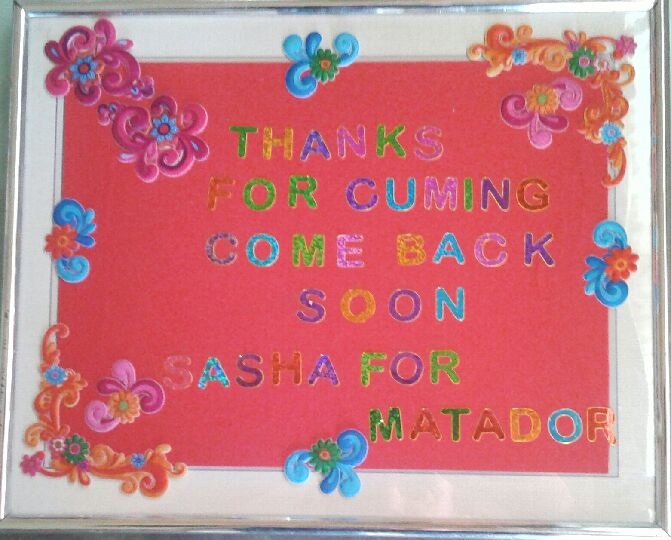 THANKS
FOR CUMING
COME BACK
SOON
SASHA FOR
MATADOR